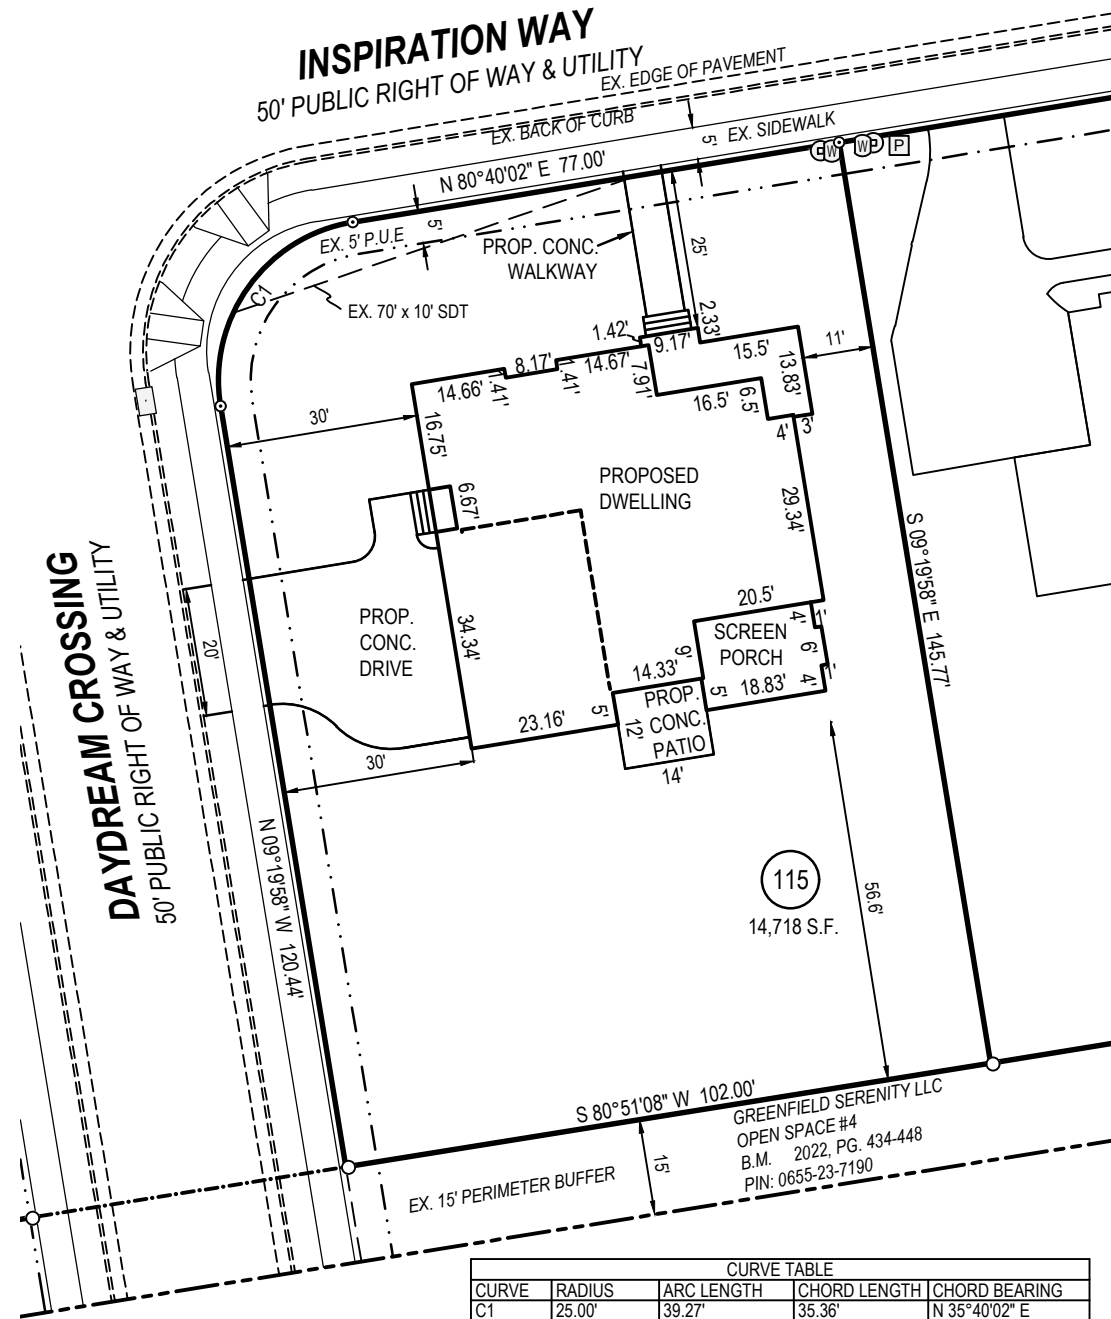 INSPIRATION WAY
50' PUBLIC RIGHT OF WAY & UTILITY
EX. EDGE OF PAVEMENT
EX. BACK OF CURB
5'
EX. SIDEWALK
W
W
P
N 80°40'02" E 77.00'
EX. 5' P.U.E
5'
C1
EX. 70' x 10' SDT
PROP. CONC.
WALKWAY
25'
2.33'
1.42'
9.17'
15.5'
13.83'
11'
14.66'
1.41'
8.17'
1.41'
14.67'
7.91'
16.5'
6.5'
4'
3'
30'
16.75'
6.67'
PROPOSED
DWELLING
29.34'
S 09°19'58" E 145.77'
DAYDREAM CROSSING
50' PUBLIC RIGHT OF WAY & UTILITY
20'
PROP.
CONC.
DRIVE
34.34'
20.5'
4'
1'
SCREEN
PORCH
6'
1'
4'
9'
14.33'
18.83'
5'
PROP.
CONC.
PATIO
12'
5'
14'
23.16'
30'
N 09°19'58" W 120.44'
115
14,718 S.F.
56.6'
S 80°51'08" W 102.00'
GREENFIELD SERENITY LLC
OPEN SPACE #4
B.M. 2022, PG. 434-448
PIN: 0655-23-7190
15'
EX. 15' PERIMETER BUFFER
CURVE TABLE
CURVE RADIUS ARC LENGTH CHORD LENGTH CHORD BEARING
C1 25.00' 39.27' 35.36' N 35°40'02" E